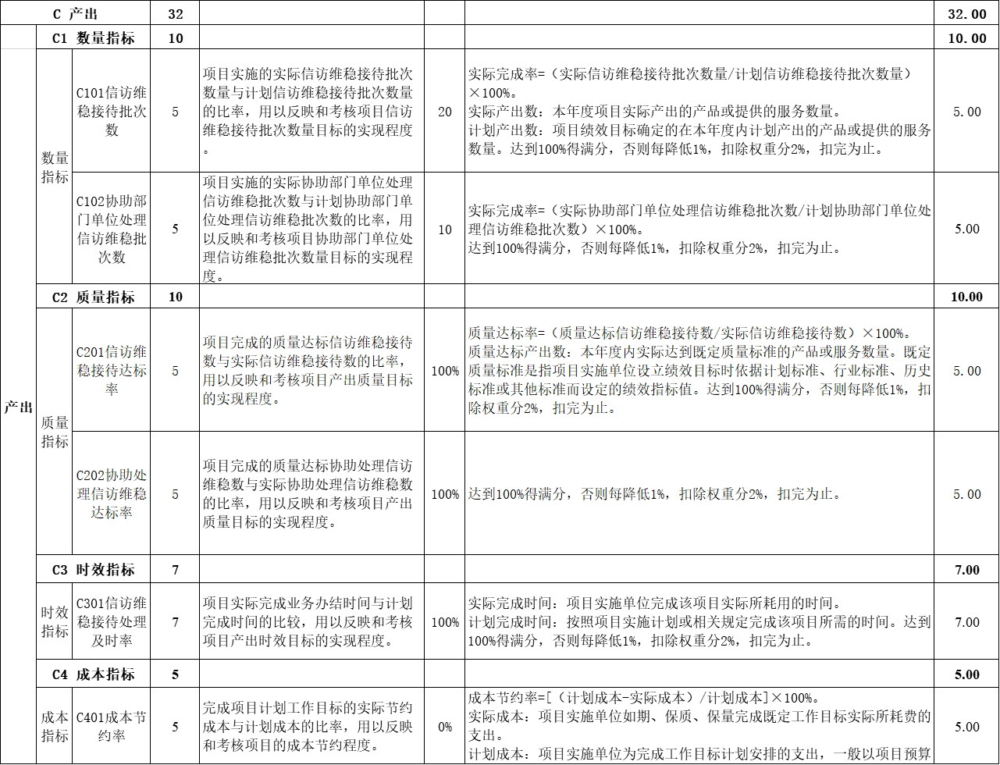 C 产出
32
32.00
C1 数量指标
10
10.00
产出
数量
指标
C101信访维
稳接待批次
数
5
项目实施的实际信访维稳接待批次
数量与计划信访维稳接待批次数量
的比率，用以反映和考核项目信访
维稳接待批次数量目标的实现程度
。
20
实际完成率=（实际信访维稳接待批次数量/计划信访维稳接待批次数量）
×100%。
实际产出数：本年度项目实际产出的产品或提供的服务数量。
计划产出数：项目绩效目标确定的在本年度内计划产出的产品或提供的服务
数量。达到100%得满分，否则每降低1%，扣除权重分2%，扣完为止。
5.00
C102协助部
门单位处理
信访维稳批
次数
5
项目实施的实际协助部门单位处理
信访维稳批次数与计划协助部门单
位处理信访维稳批次数的比率，用
以反映和考核项目协助部门单位处
理信访维稳批次数量目标的实现程
度。
10
实际完成率=（实际协助部门单位处理信访维稳批次数/计划协助部门单位处
理信访维稳批次数）×100%。
达到100%得满分，否则每降低1%，扣除权重分2%，扣完为止。
5.00
C2 质量指标
10
10.00
质量
指标
C201信访维
稳接待达标
率
5
项目完成的质量达标信访维稳接待
数与实际信访维稳接待数的比率，
用以反映和考核项目产出质量目标
的实现程度。
100%
质量达标率=（质量达标信访维稳接待数/实际信访维稳接待数）×100%。
质量达标产出数：本年度内实际达到既定质量标准的产品或服务数量。既定
质量标准是指项目实施单位设立绩效目标时依据计划标准、行业标准、历史
标准或其他标准而设定的绩效指标值。达到100%得满分，否则每降低1%，扣
除权重分2%，扣完为止。
5.00
C202协助处
理信访维稳
达标率
5
项目完成的质量达标协助处理信访
维稳数与实际协助处理信访维稳数
的比率，用以反映和考核项目产出
质量目标的实现程度。
100%
达到100%得满分，否则每降低1%，扣除权重分2%，扣完为止。
5.00
C3 时效指标
7
7.00
时效
指标
C301信访维
稳接待处理
及时率
7
项目实际完成业务办结时间与计划
完成时间的比较，用以反映和考核
项目产出时效目标的实现程度。
100%
实际完成时间：项目实施单位完成该项目实际所耗用的时间。
计划完成时间：按照项目实施计划或相关规定完成该项目所需的时间。达到
100%得满分，否则每降低1%，扣除权重分2%，扣完为止。
7.00
C4 成本指标
5
5.00
成本
指标
C401成本节
约率
5
完成项目计划工作目标的实际节约
成本与计划成本的比率，用以反映
和考核项目的成本节约程度。
0%
成本节约率=[（计划成本-实际成本）/计划成本]×100%。
实际成本：项目实施单位如期、保质、保量完成既定工作目标实际所耗费的
支出。
计划成本：项目实施单位为完成工作目标计划安排的支出，一般以项目预算
5.00